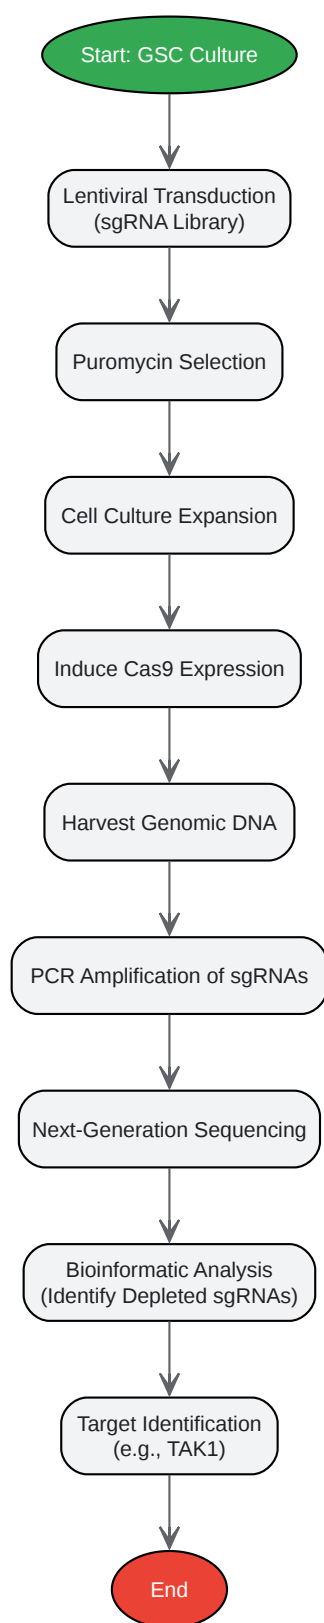 Start: GSC Culture
Lentiviral Transduction
(sgRNA Library)
Puromycin Selection
Cell Culture Expansion
Induce Cas9 Expression
Harvest Genomic DNA
PCR Amplification of sgRNAs
Next-Generation Sequencing
Bioinformatic Analysis
(Identify Depleted sgRNAs)
Target Identification
(e.g., TAK1)
End